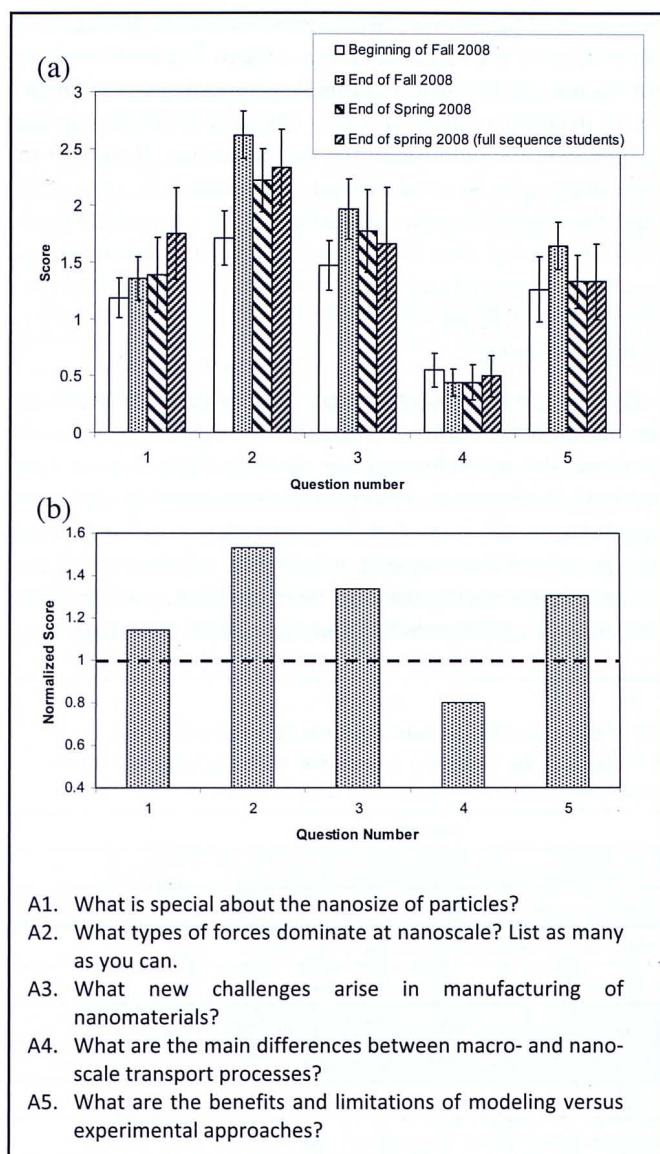 (a)
Beginning of Fall 2008
End of Fall 2008
End of Spring 2008
End of spring 2008 (full sequence students)
3
2.5
2
1.5
1
0.5
0
Score
1 2 3 4 5
Question number
(b)
1.6
1.4
1.2
1
0.8
0.6
0.4
Normalized Score
1 2 3 4 5
Question Number
A1. What is special about the nanosize of particles?
A2. What types of forces dominate at nanoscale? List as many
as you can.
A3. What new challenges arise in manufacturing of
nanomaterials?
A4. What are the main differences between macro- and nano-
scale transport processes?
A5. What are the benefits and limitations of modeling versus
experimental approaches?